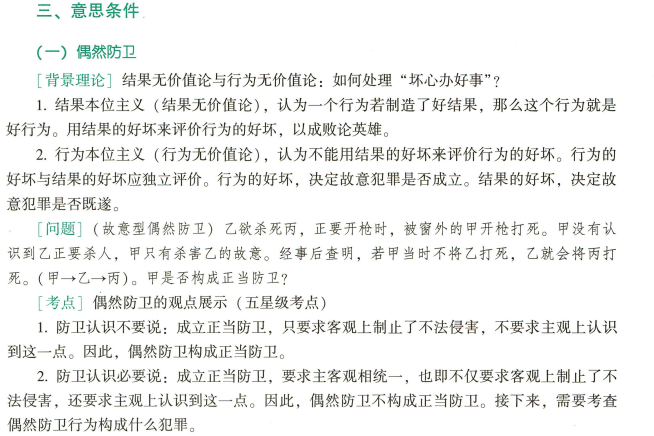 三、意思条件
（一）偶然防卫
［背景理论］结果无价值论与行为无价值论：如何处理“坏心办好事”？
1. 结果本位主义（结果无价值论），认为一个行为若制造了好结果，那么这个行为就是
好行为。用结果的好坏来评价行为的好坏，以成败论英雄。
2. 行为本位主义（行为无价值论），认为不能用结果的好坏来评价行为的好坏。行为的
好坏与结果的好坏应独立评价。行为的好坏，决定故意犯罪是否成立。结果的好坏，决定故
意犯罪是否既遂。
［问题］（故意型偶然防卫）乙欲杀死丙，正要开枪时，被窗外的甲开枪打死。甲没有认
识到乙正要杀人，甲只有杀害乙的故意。经事后查明，若甲当时不将乙打死，乙就会将丙打
死。（甲→乙→丙）。甲是否构成正当防卫？
［考点］偶然防卫的观点展示（五星级考点）
1. 防卫认识不要说：成立正当防卫，只要求客观上制止了不法侵害，不要求主观上认识
到这一点。因此，偶然防卫构成正当防卫。
2. 防卫认识必要说：成立正当防卫，要求主客观相统一，也即不仅要求客观上制止了不
法侵害，还要求主观上认识到这一点。因此，偶然防卫不构成正当防卫。接下来，需要考查
偶然防卫行为构成什么犯罪。